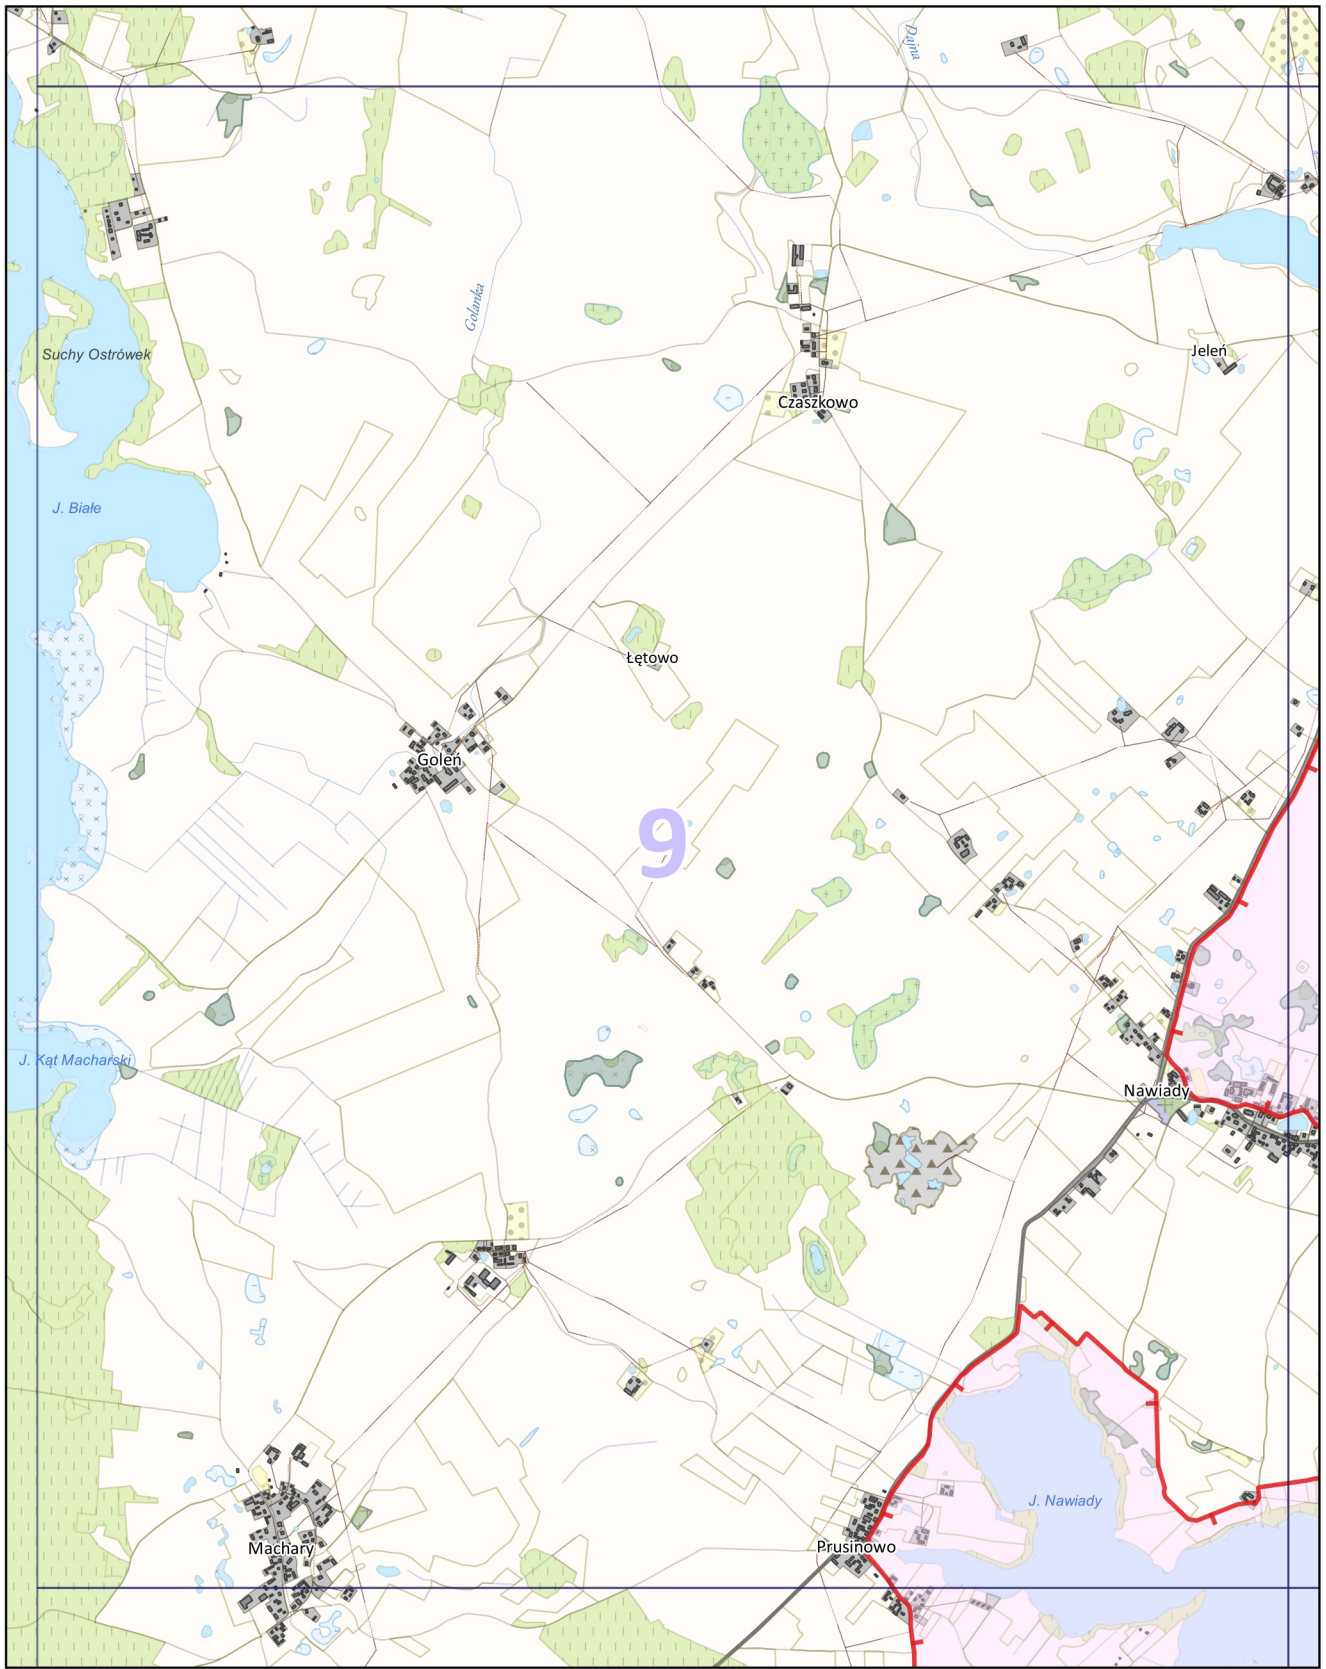 Dajna
Golanka
Suchy Ostrówek
Jeleń
Czaszkowo
J. Białe
Łętowo
Goleń
9
J. Kąt Macharski
Nawiady
J. Nawiady
Prusinowo
Machary